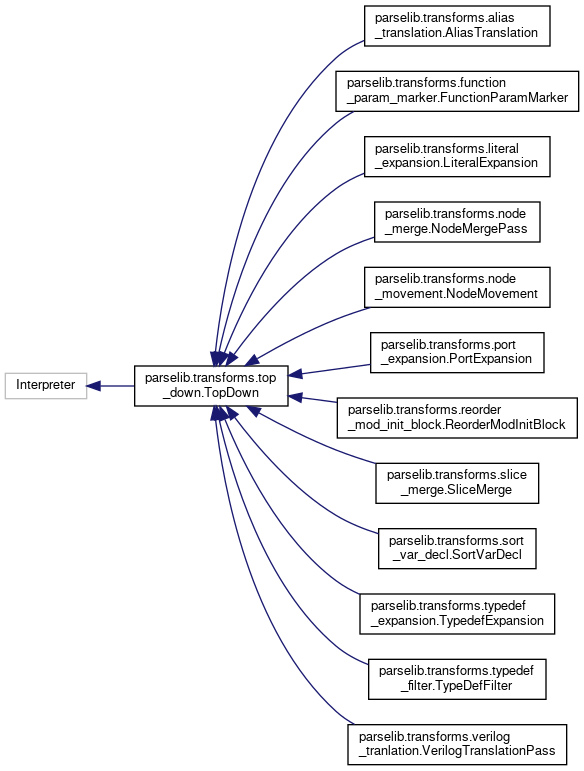 parselib.transforms.alias
_translation.AliasTranslation
parselib.transforms.function
_param_marker.FunctionParamMarker
parselib.transforms.literal
_expansion.LiteralExpansion
parselib.transforms.node
_merge.NodeMergePass
parselib.transforms.node
_movement.NodeMovement
parselib.transforms.port
_expansion.PortExpansion
Interpreter
parselib.transforms.top
_down.TopDown
parselib.transforms.reorder
_mod_init_block.ReorderModInitBlock
parselib.transforms.slice
_merge.SliceMerge
parselib.transforms.sort
_var_decl.SortVarDecl
parselib.transforms.typedef
_expansion.TypedefExpansion
parselib.transforms.typedef
_filter.TypeDefFilter
parselib.transforms.verilog
_tranlation.VerilogTranslationPass